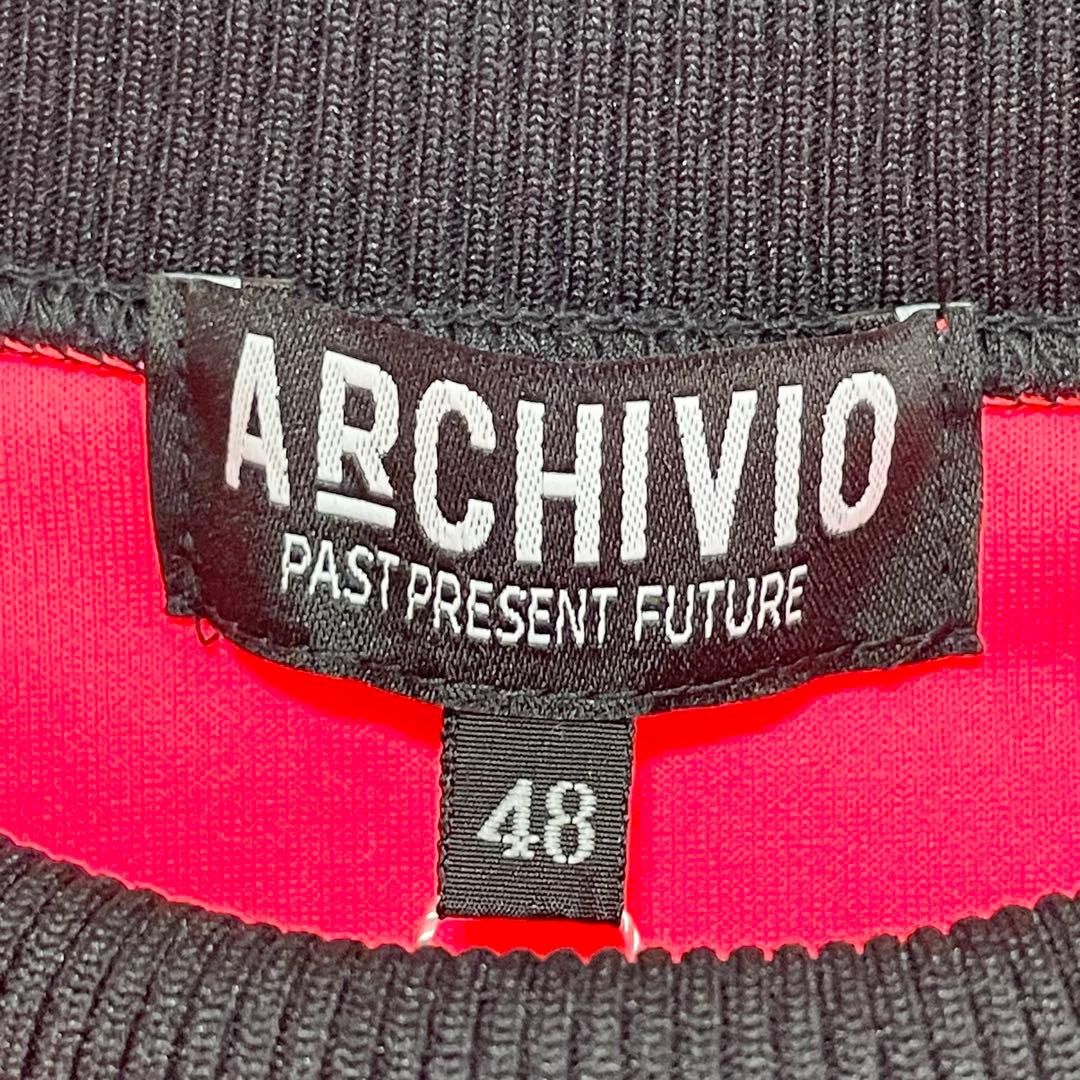 ARCHIVIO
PAST PRESENT FUTURE
48